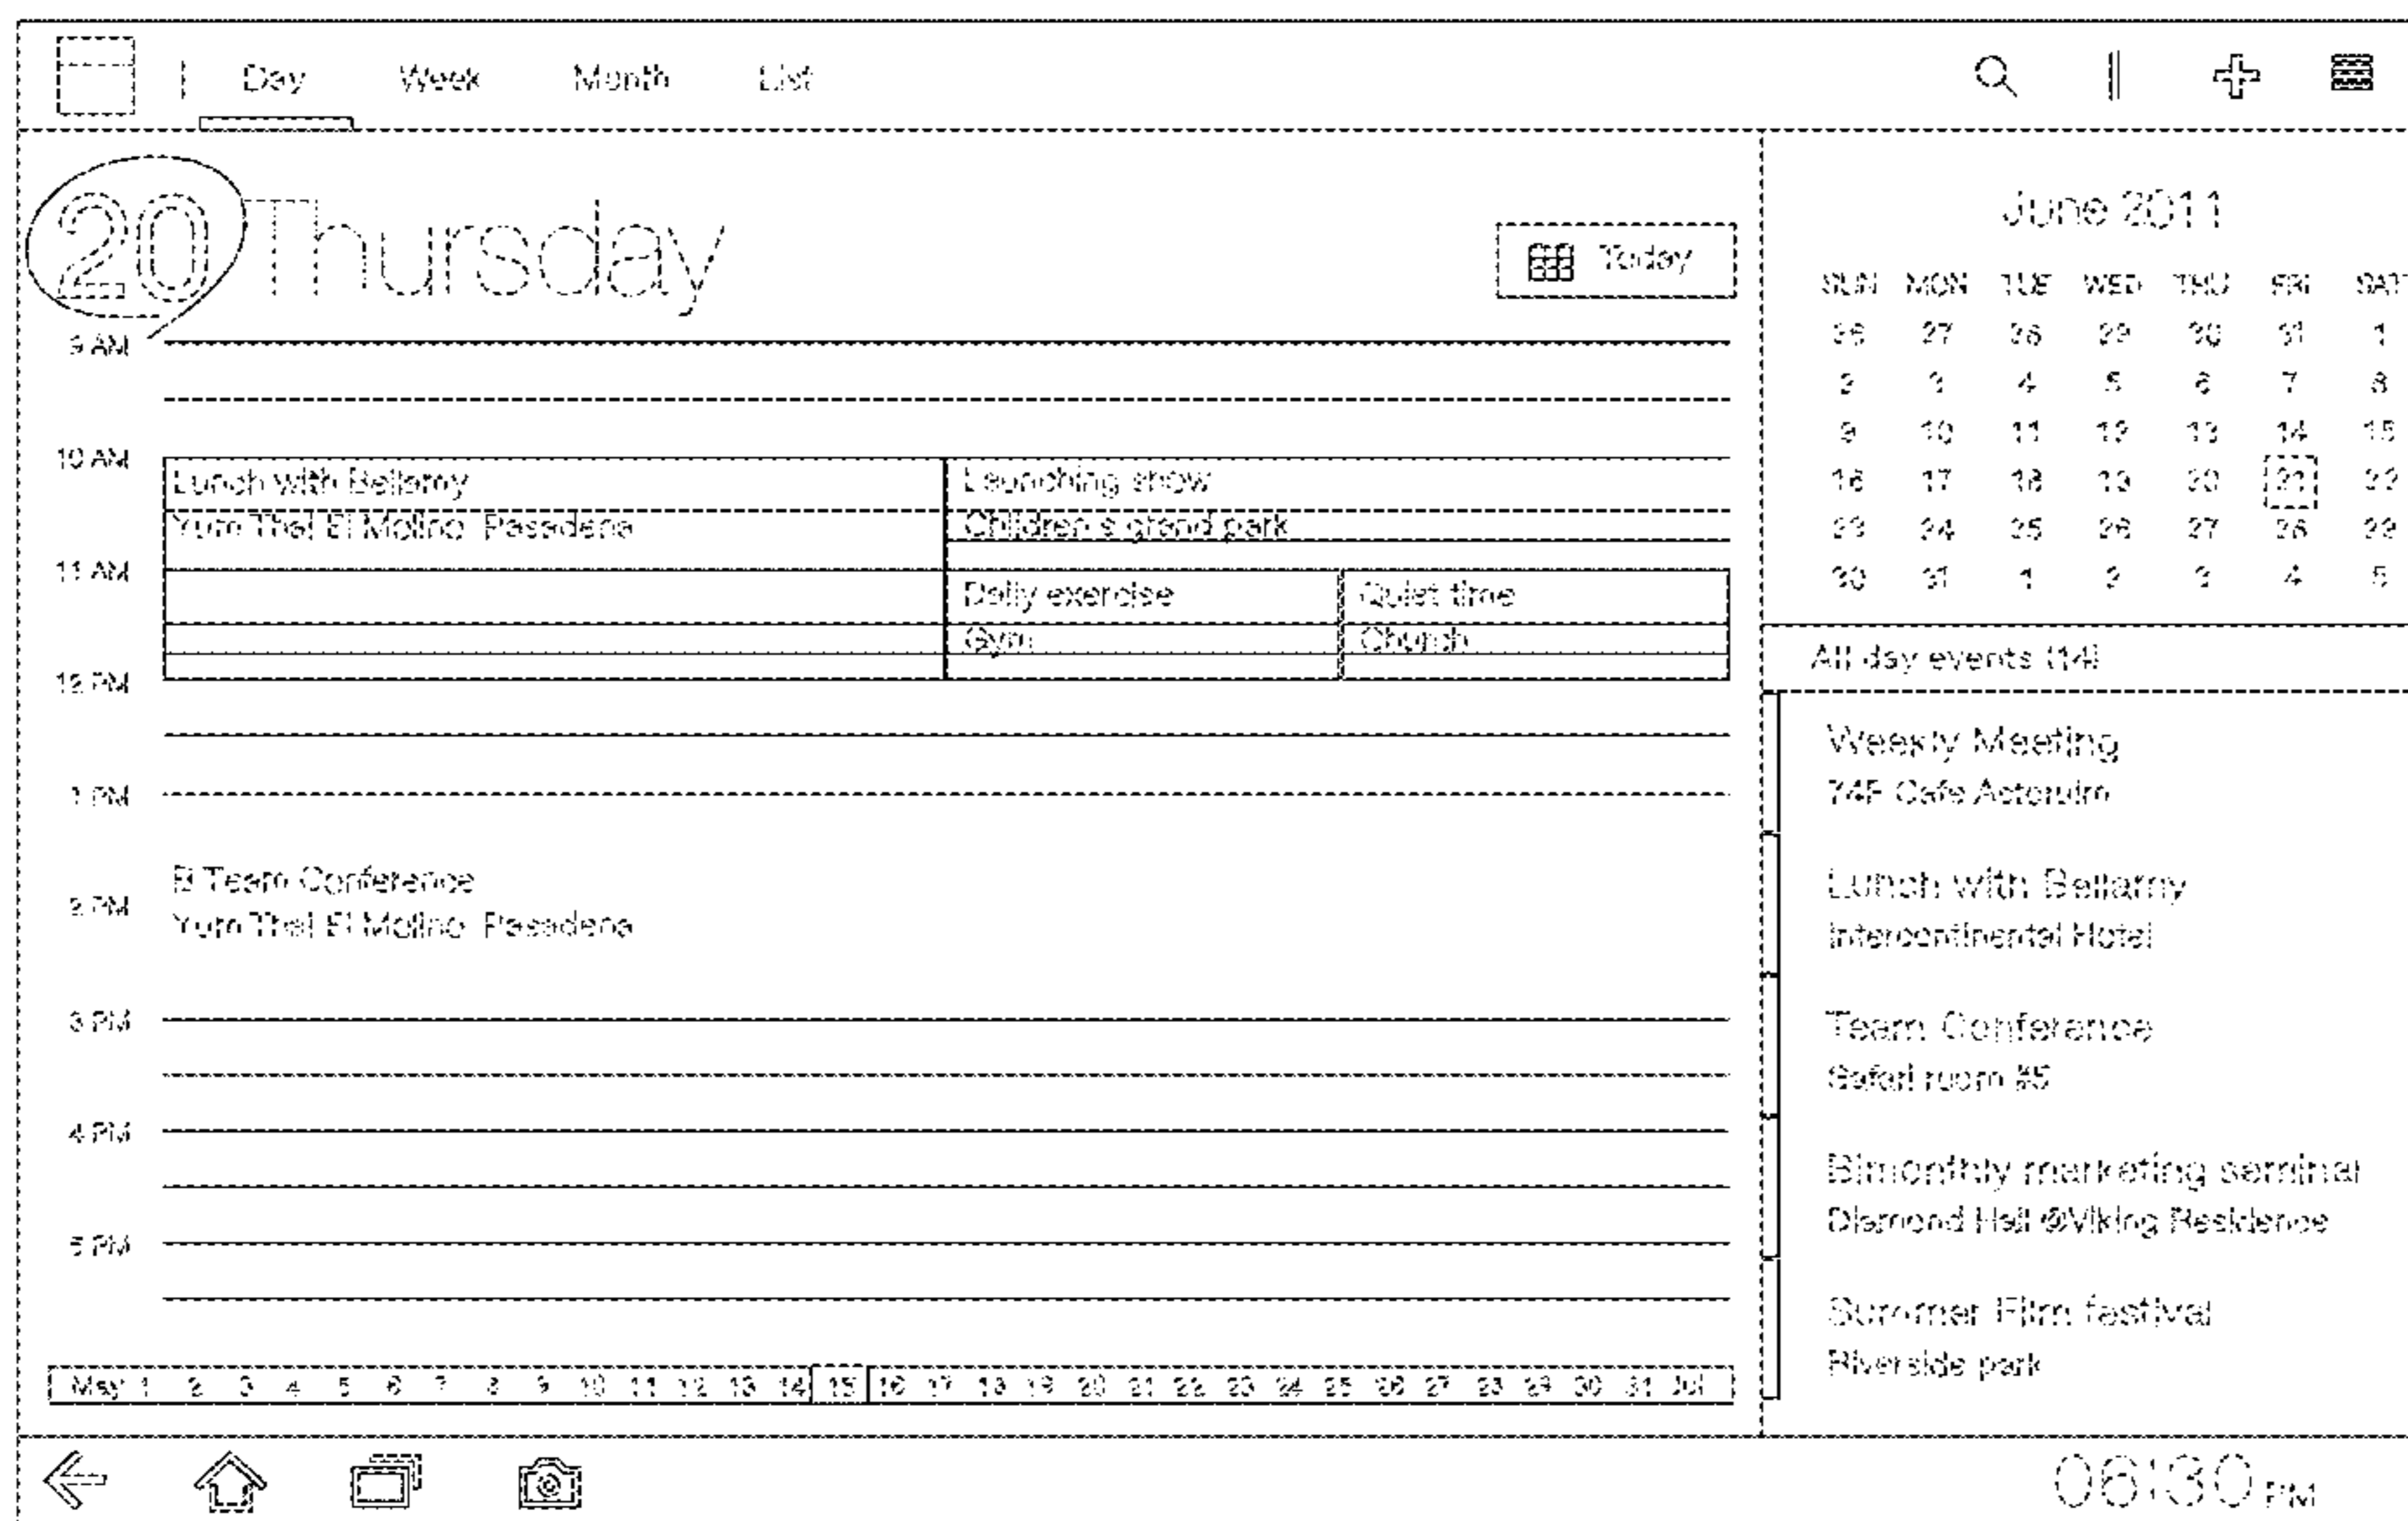 Day Week Month List
20 Thursday
Today
9 AM
10 AM
Lunch with Bellamy
Yum Thai El Molino Pasadena
Launching show
Children's grand park
11 AM
Daily exercise
Gym
Quiet time
Church
12 PM
1 PM
2 PM
B Team Conference
Yum Thai El Molino Pasadena
3 PM
4 PM
5 PM
May 1 2 3 4 5 6 7 8 9 10 11 12 13 14 15 16 17 18 19 20 21 22 23 24 25 26 27 28 29 30 31 Jul
June 2011
SUN MON TUE WED THU FRI SAT
26 27 28 29 30 31 1
2 3 4 5 6 7 8
9 10 11 12 13 14 15
16 17 18 19 20 21 22
23 24 25 26 27 28 29
30 31 1 2 3 4 5
All day events (14)
Weekly Meeting
74F Cafe
Lunch with Bellamy
Intercontinental Hotel
Team Conference
Safari room #5
Bimonthly marketing seminar
Diamond Hall @Viking Residence
Summer Film festival
Riverside park
06:30 PM